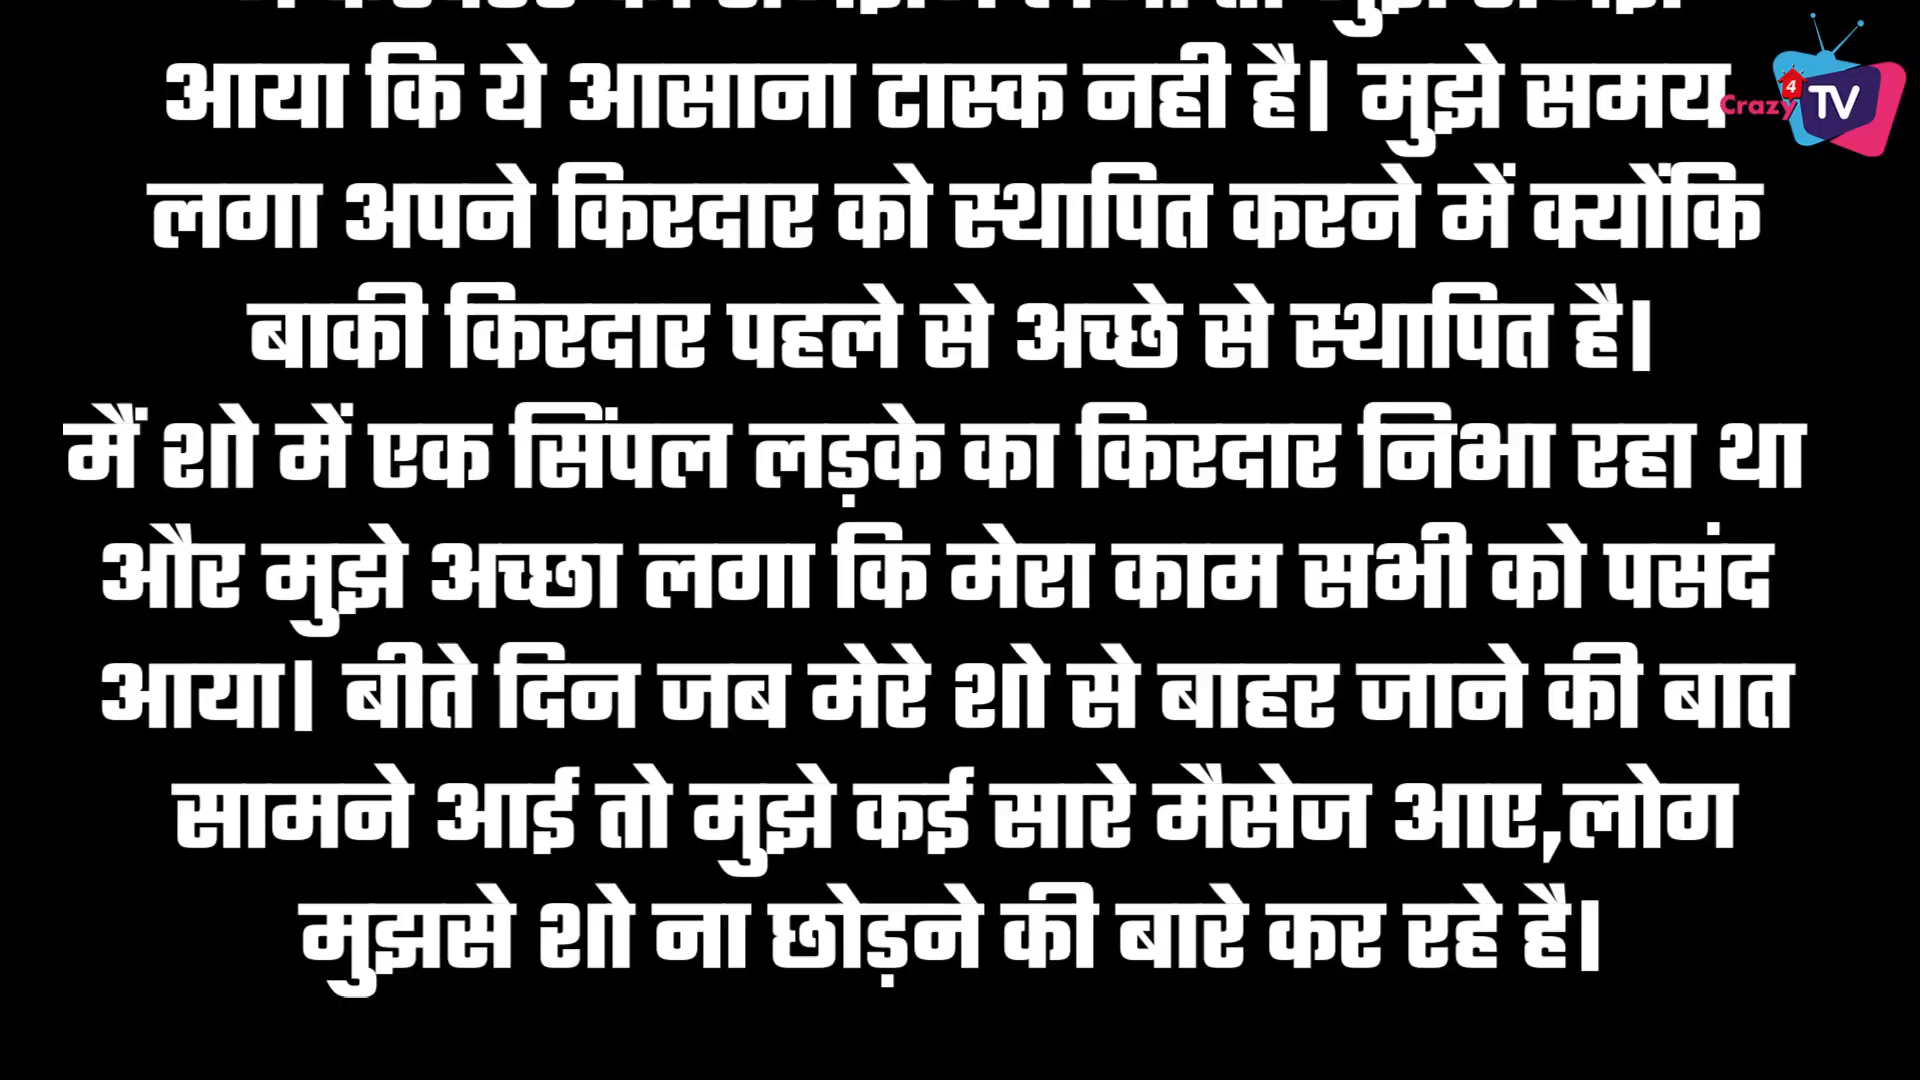 आया कि ये आसाना टास्क नही है। मुझे समय
Crazy 4 TV
लगा अपने किरदार को स्थापित करने में क्योंकि
बाकी किरदार पहले से अच्छे से स्थापित है।
मैं शो में एक सिंपल लड़के का किरदार निभा रहा था
और मुझे अच्छा लगा कि मेरा काम सभी को पसंद
आया। बीते दिन जब मेरे शो से बाहर जाने की बात
सामने आई तो मुझे कई सारे मैसेज आए,लोग
मुझसे शो ना छोड़ने की बारे कर रहे है।